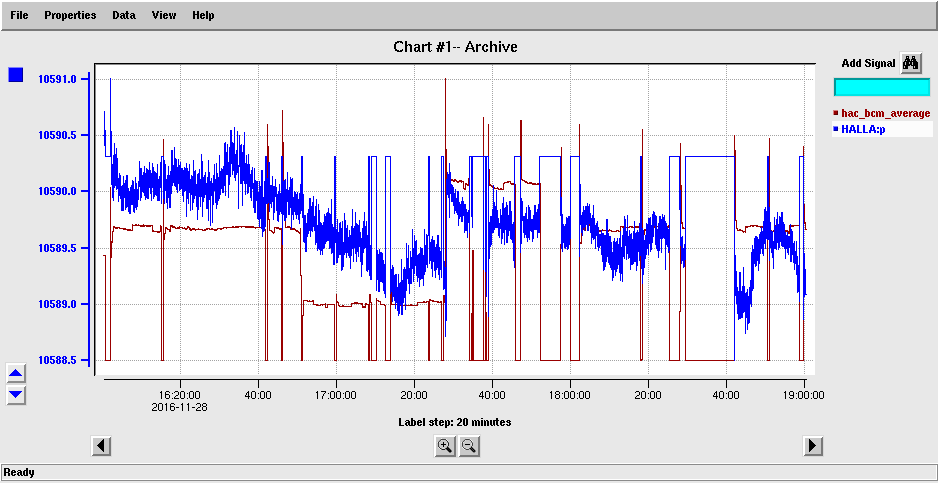 File Properties Data View Help
Chart #1-- Archive
Add Signal
hac_bcm_average
HALLA:p
10591.0
10590.5
10590.0
10589.5
10589.0
10588.5
16:20:00 40:00 17:00:00 20:00 40:00 18:00:00 20:00 40:00 19:00:00
2016-11-28
Label step: 20 minutes
Ready